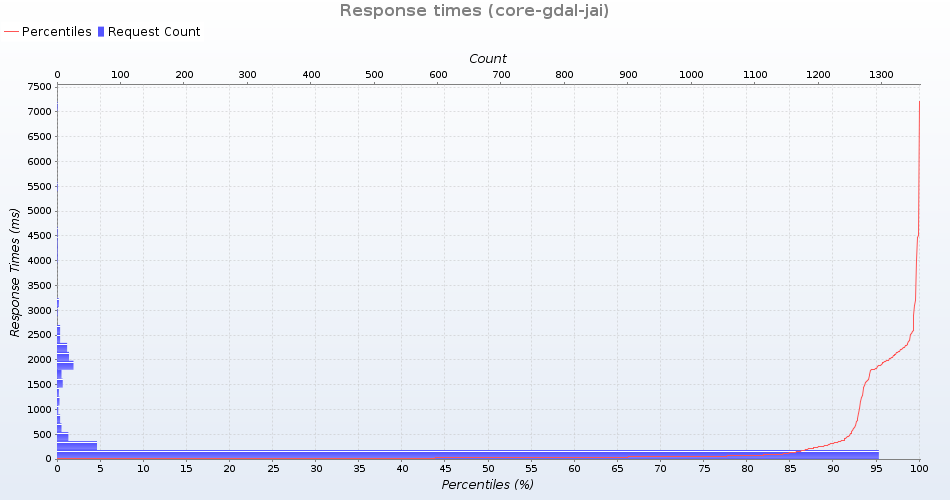 Response times (core-gdal-jai)
Percentiles Request Count
Count
0 100 200 300 400 500 600 700 800 900 1000 1100 1200 1300
Response Times (ms)
7500
7000
6500
6000
5500
5000
4500
4000
3500
3000
2500
2000
1500
1000
500
0
0 5 10 15 20 25 30 35 40 45 50 55 60 65 70 75 80 85 90 95 100
Percentiles (%)